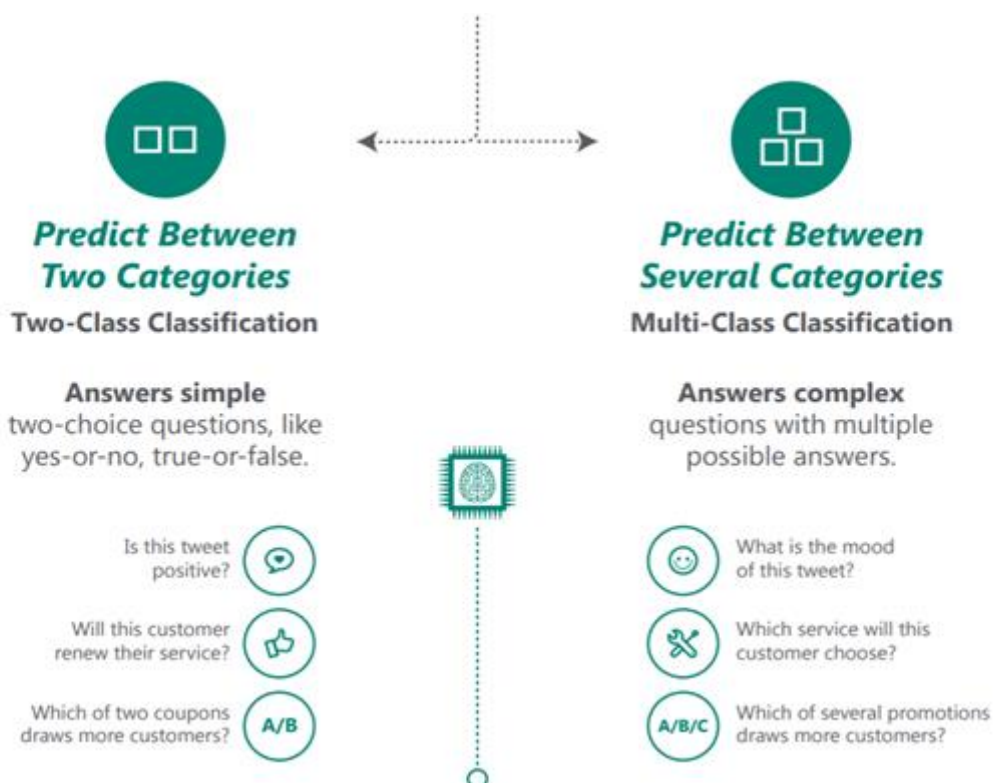 Predict Between
Two Categories
Two-Class Classification
Answers simple
two-choice questions, like
yes-or-no, true-or-false.
Is this tweet
positive?
Will this customer
renew their service?
Which of two coupons
draws more customers?
A/B
Predict Between
Several Categories
Multi-Class Classification
Answers complex
questions with multiple
possible answers.
What is the mood
of this tweet?
Which service will this
customer choose?
A/B/C
Which of several promotions
draws more customers?